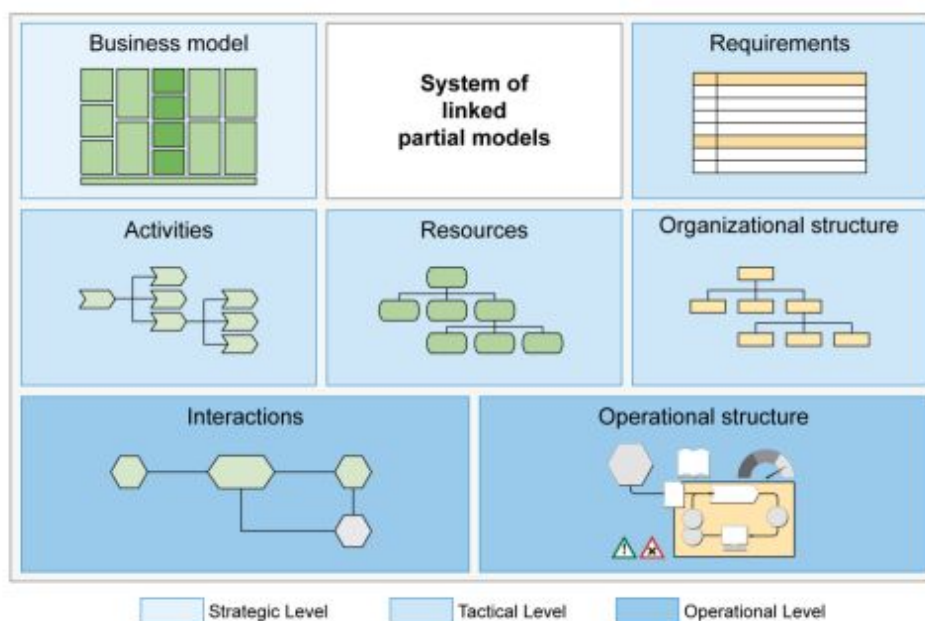 Business model
System of
linked
partial models
Requirements
Activities
Resources
Organizational structure
Interactions
Operational structure
Strategic Level
Tactical Level
Operational Level